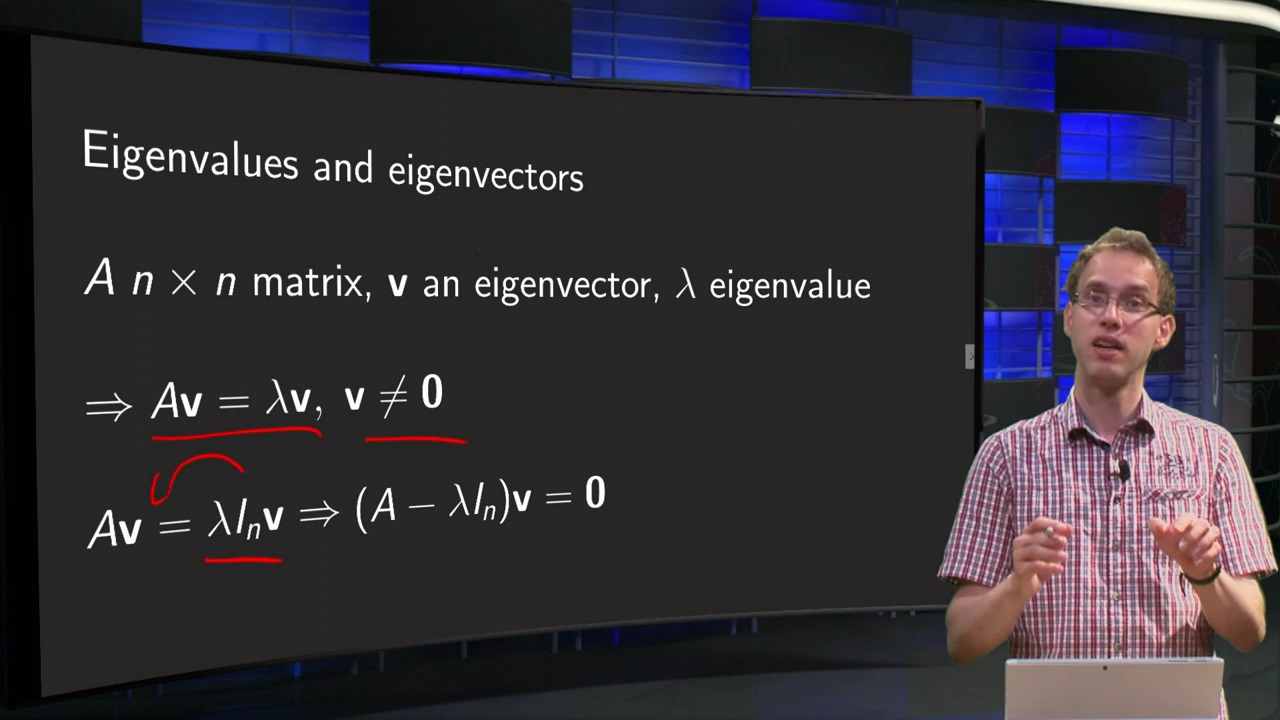 Eigenvalues and eigenvectors
A n × n matrix, v an eigenvector, λ eigenvalue
⇒ Av = λv, v ≠ 0
Av = λIₙv ⇒ (A − λIₙ)v = 0